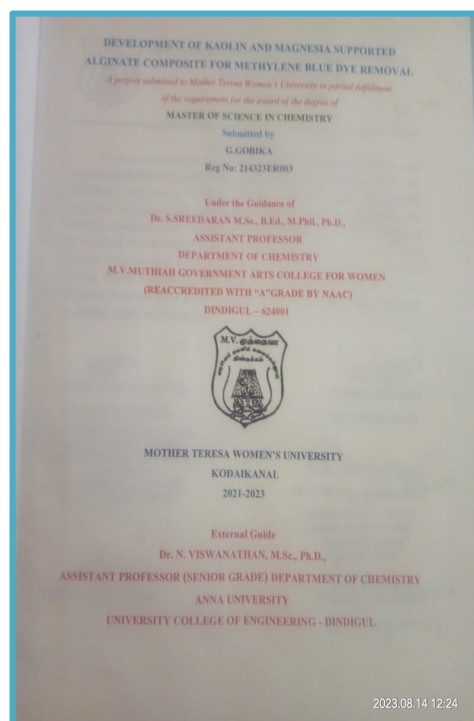 DEVELOPMENT OF KAOLIN AND MAGNESIA SUPPORTED
ALGINATE COMPOSITE FOR METHYLENE BLUE DYE REMOVAL
A project submitted to Mother Teresa Women's University in partial fulfillment
of the requirement for the award of the degree of
MASTER OF SCIENCE IN CHEMISTRY
Submitted by
G.GOBIKA
Reg No: 214323ER003
Under the Guidance of
Dr. S.SREEDARAN M.Sc., B.Ed., M.Phil., Ph.D.,
ASSISTANT PROFESSOR
DEPARTMENT OF CHEMISTRY
M.V.MUTHIAH GOVERNMENT ARTS COLLEGE FOR WOMEN
(REACCREDITED WITH "A"GRADE BY NAAC)
DINDIGUL – 624001
M.V. முத்தையா
MOTHER TERESA WOMEN'S UNIVERSITY
KODAIKANAL
2021-2023
External Guide
Dr. N. VISWANATHAN, M.Sc., Ph.D.,
ASSISTANT PROFESSOR (SENIOR GRADE) DEPARTMENT OF CHEMISTRY
ANNA UNIVERSITY
UNIVERSITY COLLEGE OF ENGINEERING - DINDIGUL
2023.08.14 12:24